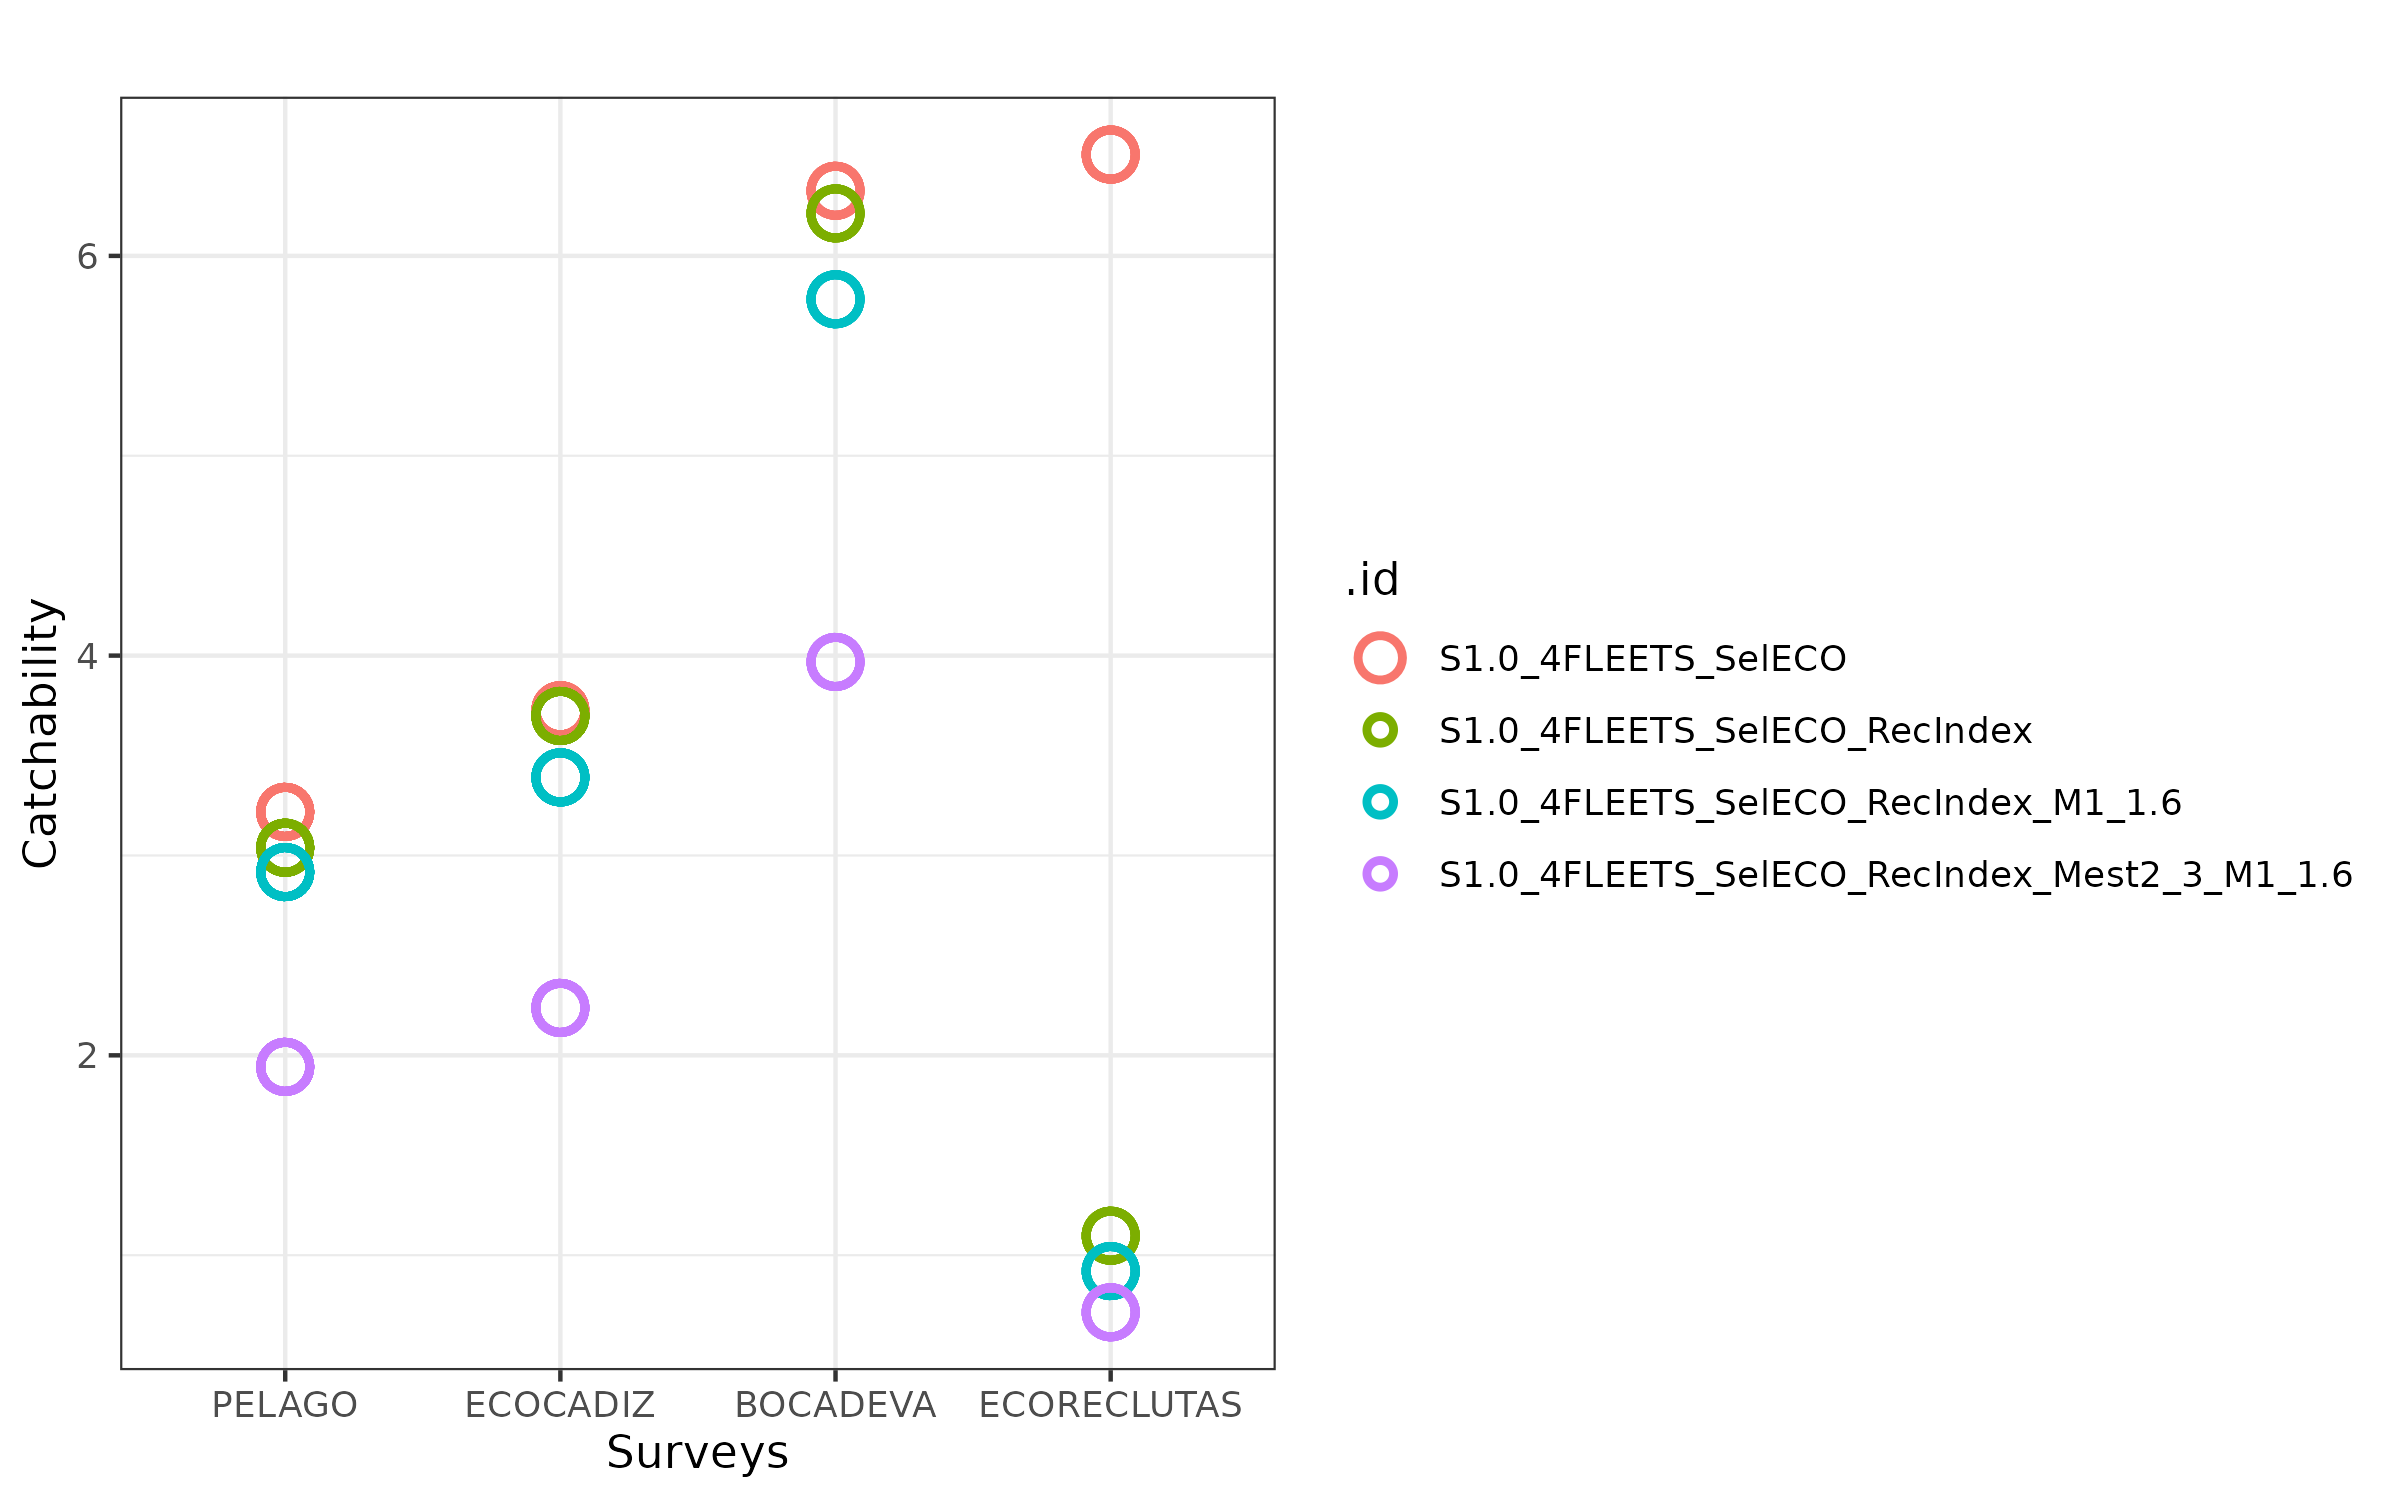 6
4
2
Catchability
PELAGO
ECOCADIZ
BOCADEVA
ECORECLUTAS
Surveys
.id
S1.0_4FLEETS_SelECO
S1.0_4FLEETS_SelECO_RecIndex
S1.0_4FLEETS_SelECO_RecIndex_M1_1.6
S1.0_4FLEETS_SelECO_RecIndex_Mest2_3_M1_1.6